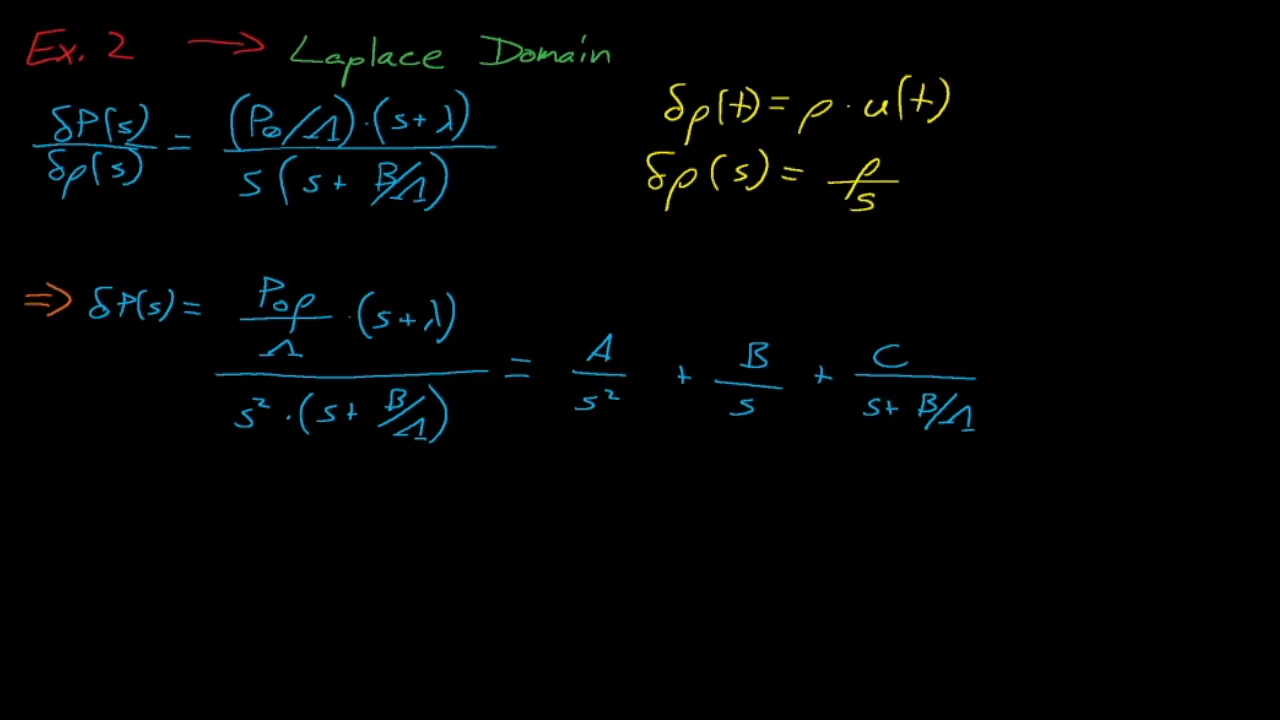 Ex. 2 → Laplace Domain
δP(s)/δρ(s) = (P₀/Λ)·(s+λ) / s(s+β/Λ)
δρ(t) = ρ · u(t)
δρ(s) = ρ/s
⇒ δP(s) = (P₀ρ/Λ · (s+λ)) / (s² · (s+β/Λ)) = A/s² + B/s + C/(s+β/Λ)